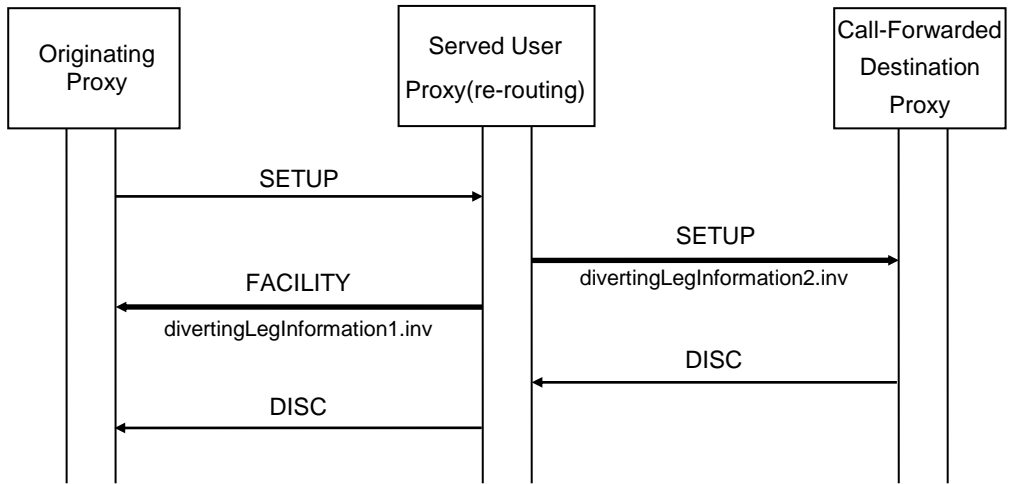 Originating
Proxy
Served User
Proxy(re-routing)
Call-Forwarded
Destination
Proxy
SETUP
SETUP
divertingLegInformation2.inv
FACILITY
divertingLegInformation1.inv
DISC
DISC